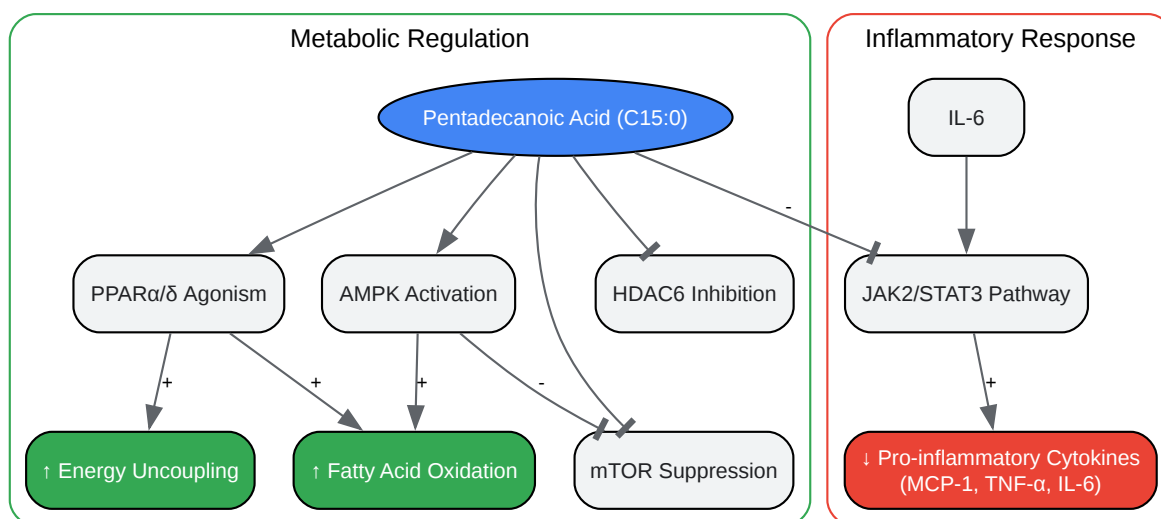 Metabolic Regulation
Inflammatory Response
Pentadecanoic Acid (C15:0)
IL-6
-
PPARα/δ Agonism
AMPK Activation
HDAC6 Inhibition
JAK2/STAT3 Pathway
+
+
+
-
+
↑ Energy Uncoupling
↑ Fatty Acid Oxidation
mTOR Suppression
↓ Pro-inflammatory Cytokines
(MCP-1, TNF-α, IL-6)